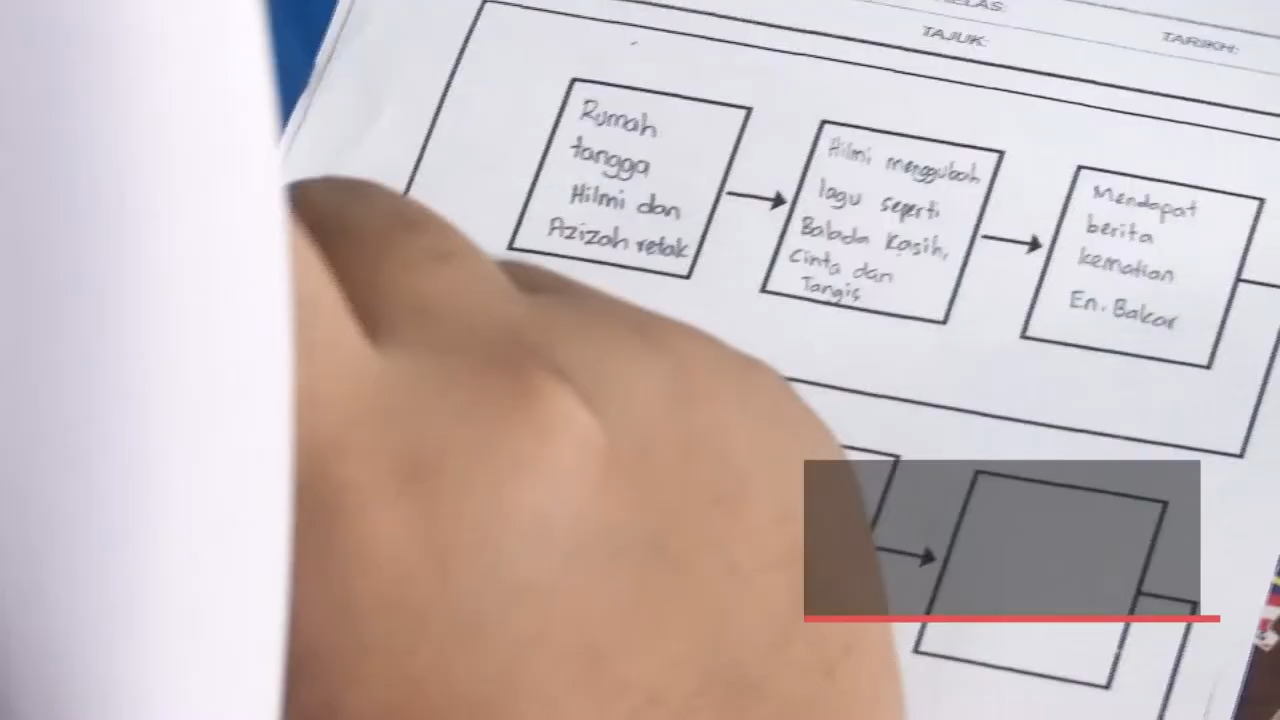 KELAS:
TAJUK:
TARIKH:
Rumah
tangga
Hilmi dan
Azizah retak
Hilmi menggubah
lagu seperti
Balada Kasih,
Cinta dan
Tangis
Mendapat
berita
kematian
En. Bakar